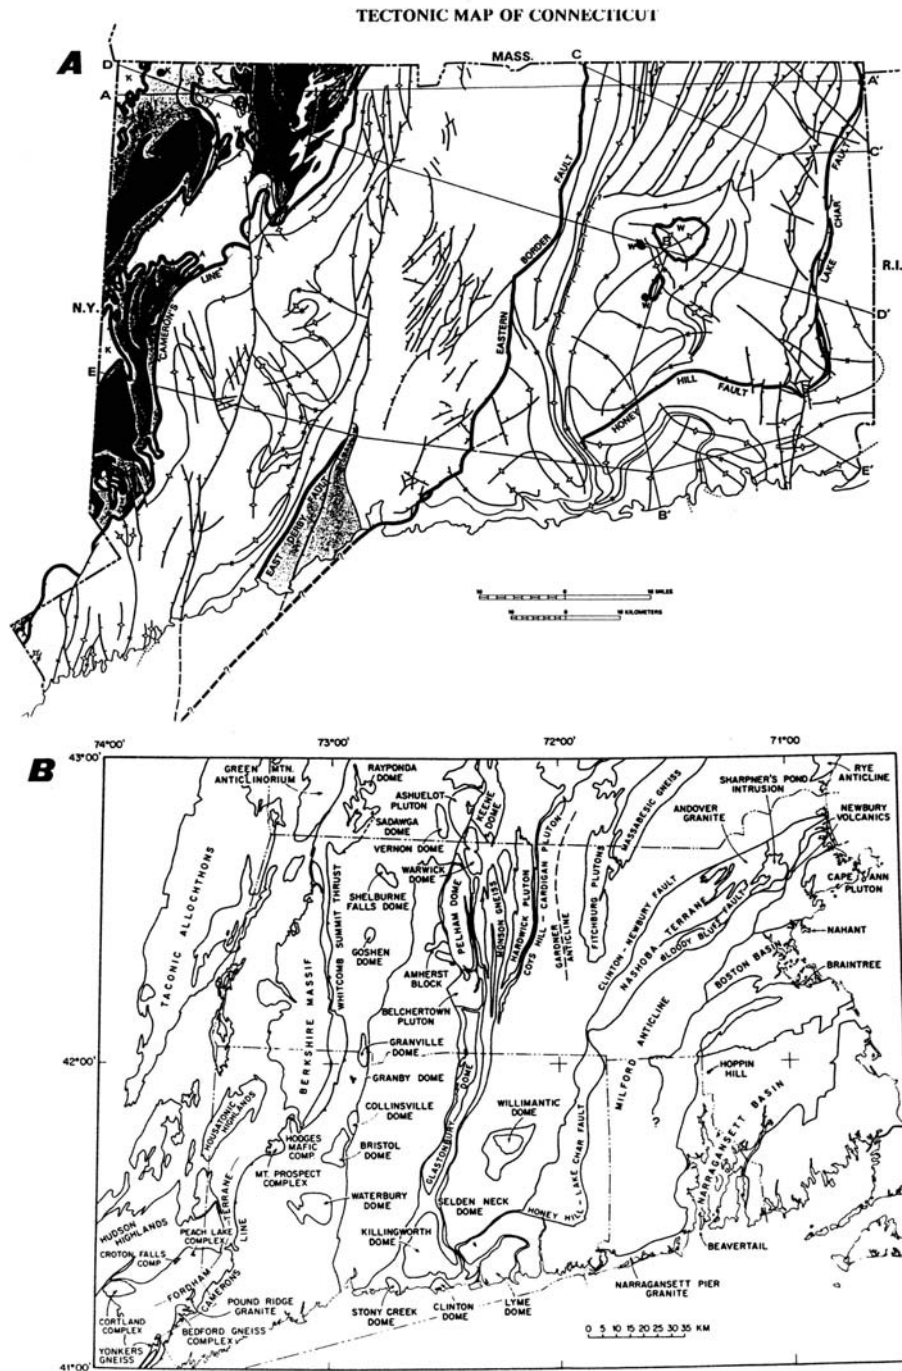 TECTONIC MAP OF CONNECTICUT
A
D
K
K
A
MASS.
C
A'
C'
FAULT
CHAR
LAKE
R.I.
D'
FAULT
BORDER
EASTERN
W
W
W
N.Y.
K
E
CAMERON'S
LINE
A
A
HONEY
HILL
FAULT
E'
B'
EAST DERBY FAULT
10 0 10 MILES
10 0 10 KILOMETERS
B
74°00'
73°00'
72°00'
71°00'
43°00'
42°00'
41°00'
GREEN MTN.
ANTICLINORIUM
RAYPONDA
DOME
ASHUELOT
PLUTON
SADAWGA
DOME
KEENE
DOME
VERNON DOME
WARWICK
DOME
SHELBURNE
FALLS DOME
GOSHEN
DOME
AMHERST
BLOCK
BELCHERTOWN
PLUTON
GRANVILLE
DOME
GRANBY DOME
COLLINSVILLE
DOME
BRISTOL
DOME
HODGES
MAFIC
COMP.
MT. PROSPECT
COMPLEX
WATERBURY
DOME
KILLINGWORTH
DOME
SELDEN NECK
DOME
WILLIMANTIC
DOME
TACONIC ALLOCHTHONS
BERKSHIRE MASSIF
WHITCOMB SUMMIT THRUST
PELHAM DOME
MONSON GNEISS
HARDWICK PLUTON
COYS HILL - CARDIGAN PLUTON
GARDNER
ANTICLINE
FITCHBURG PLUTONS
MASSABESIC GNEISS
SHARPNER'S POND
INTRUSION
RYE
ANTICLINE
ANDOVER
GRANITE
NEWBURY
VOLCANICS
CAPE ANN
PLUTON
NAHANT
BRAINTREE
CLINTON-NEWBURY FAULT
NASHOBA TERRANE
BLOODY BLUFF FAULT
BOSTON BASIN
MILFORD ANTICLINE
HOPPIN
HILL
NARRAGANSETT BASIN
?
HOUSATONIC
HIGHLANDS
HUDSON
HIGHLANDS
PEACH LAKE
COMPLEX
CROTON FALLS
COMP.
TERRANE
LINE
FORDHAM
CAMERONS
CORTLAND
COMPLEX
YONKERS
GNEISS
POUND RIDGE
GRANITE
BEDFORD GNEISS
COMPLEX
GLASTONBURY
DOME
HONEY HILL - LAKE CHAR FAULT
STONY CREEK
DOME
CLINTON
DOME
LYME
DOME
BEAVERTAIL
NARRAGANSETT PIER
GRANITE
0 5 10 15 20 25 30 35 KM